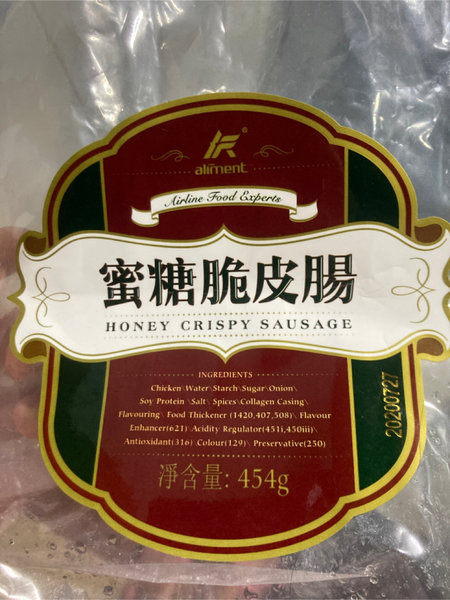 aliment®
Airline Food Experts
蜜糖脆皮腸
HONEY CRISPY SAUSAGE
INGREDIENTS
Chicken\Water\Starch\Sugar\Onion\
Soy Protein\Salt\Spices\Collagen Casing\
Flavouring\ Food Thickener (1420,407,508)\ Flavour
Enhancer(621)\Acidity Regulator(451,450iii)\
Antioxidant(316)\Colour(129)\ Preservative(250)
淨含量: 454g
20200727